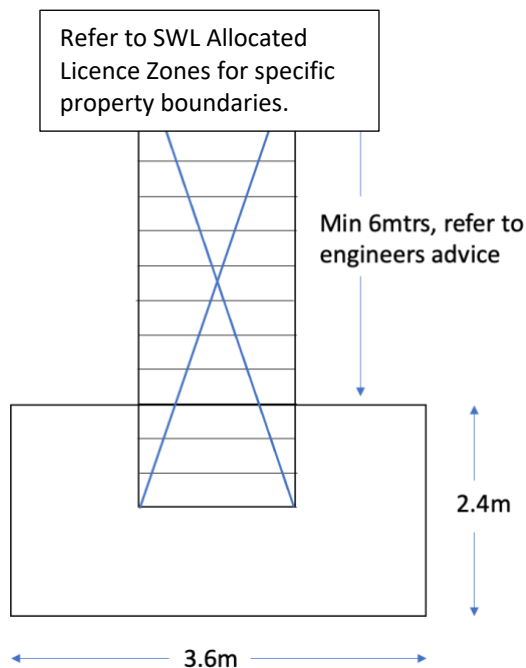 Refer to SWL Allocated
Licence Zones for specific
property boundaries.
Min 6mtrs, refer to
engineers advice
2.4m
3.6m